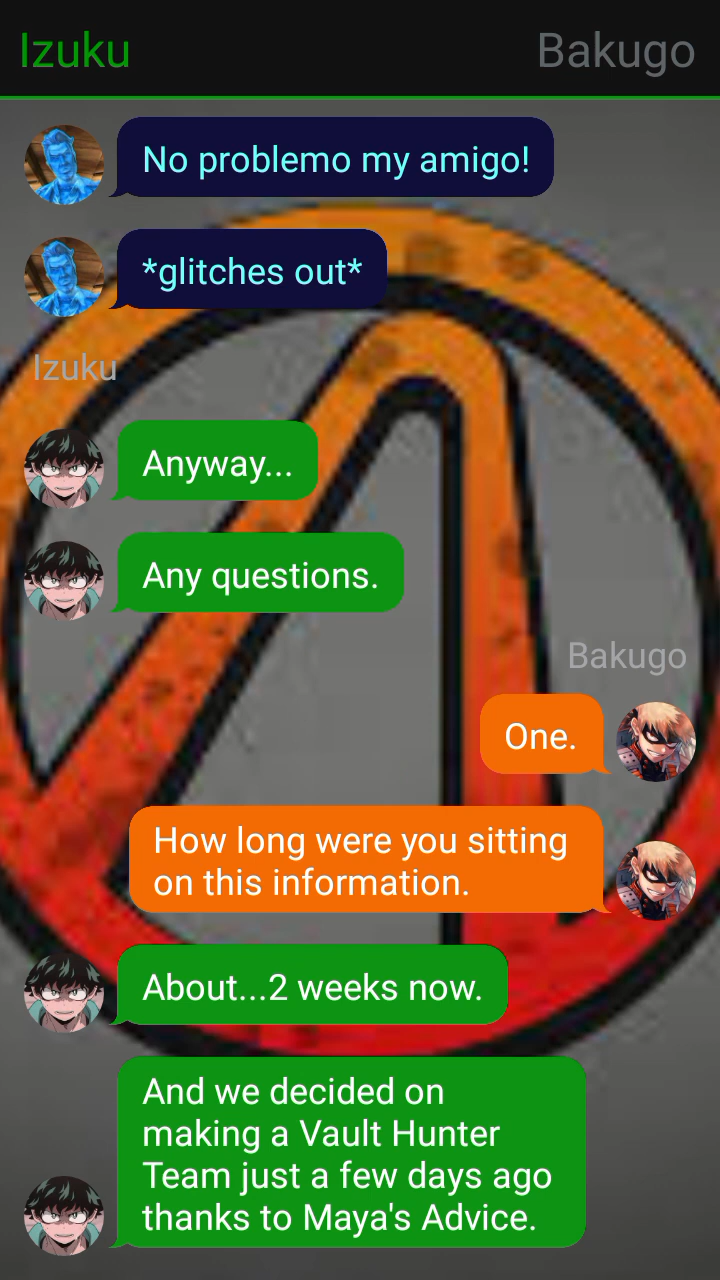 Izuku Bakugo
No problemo my amigo!
*glitches out*
Izuku
Anyway...
Any questions.
Bakugo
One.
How long were you sitting
on this information.
About...2 weeks now.
And we decided on
making a Vault Hunter
Team just a few days ago
thanks to Maya's Advice.